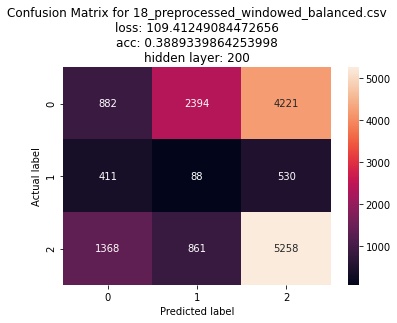 Confusion Matrix for 18_preprocessed_windowed_balanced.csv
loss: 109.41249084472656
acc: 0.3889339864253998
hidden layer: 200
0 882 2394 4221
1 411 88 530
2 1368 861 5258
0 1 2
Predicted label
Actual label
5000
4000
3000
2000
1000